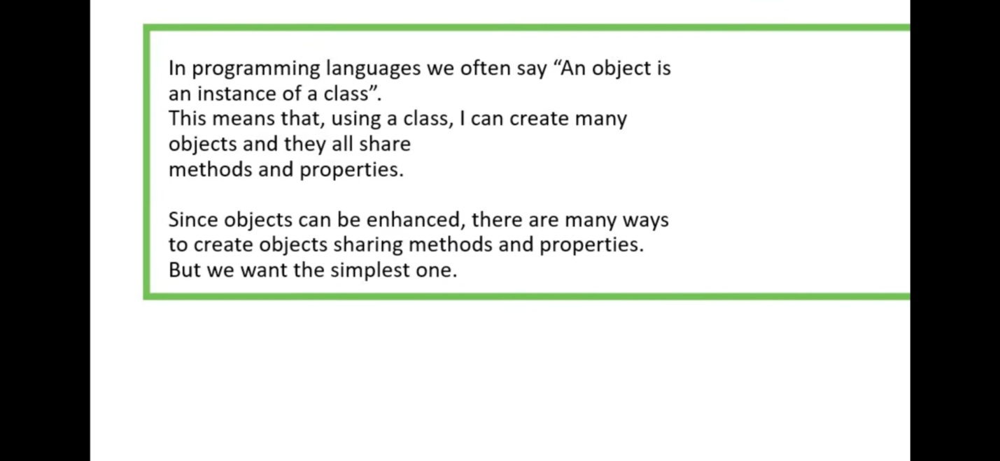 In programming languages we often say “An object is
an instance of a class”.
This means that, using a class, I can create many
objects and they all share
methods and properties.
Since objects can be enhanced, there are many ways
to create objects sharing methods and properties.
But we want the simplest one.